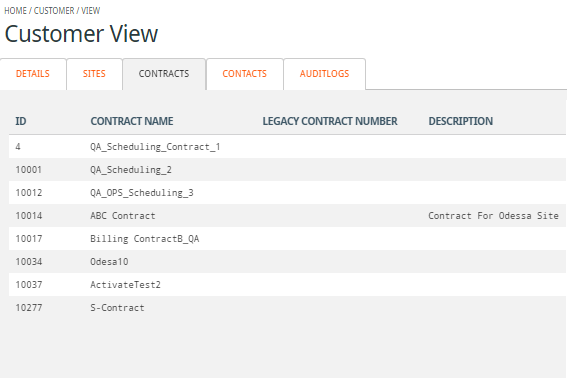 HOME / CUSTOMER / VIEW
Customer View
DETAILS SITES CONTRACTS CONTACTS AUDITLOGS
ID CONTRACT NAME LEGACY CONTRACT NUMBER DESCRIPTION
4 QA_Scheduling_Contract_1
10001 QA_Scheduling_2
10012 QA_OPS_Scheduling_3
10014 ABC Contract Contract For Odessa Site
10017 Billing ContractB_QA
10034 Odesa10
10037 ActivateTest2
10277 S-Contract